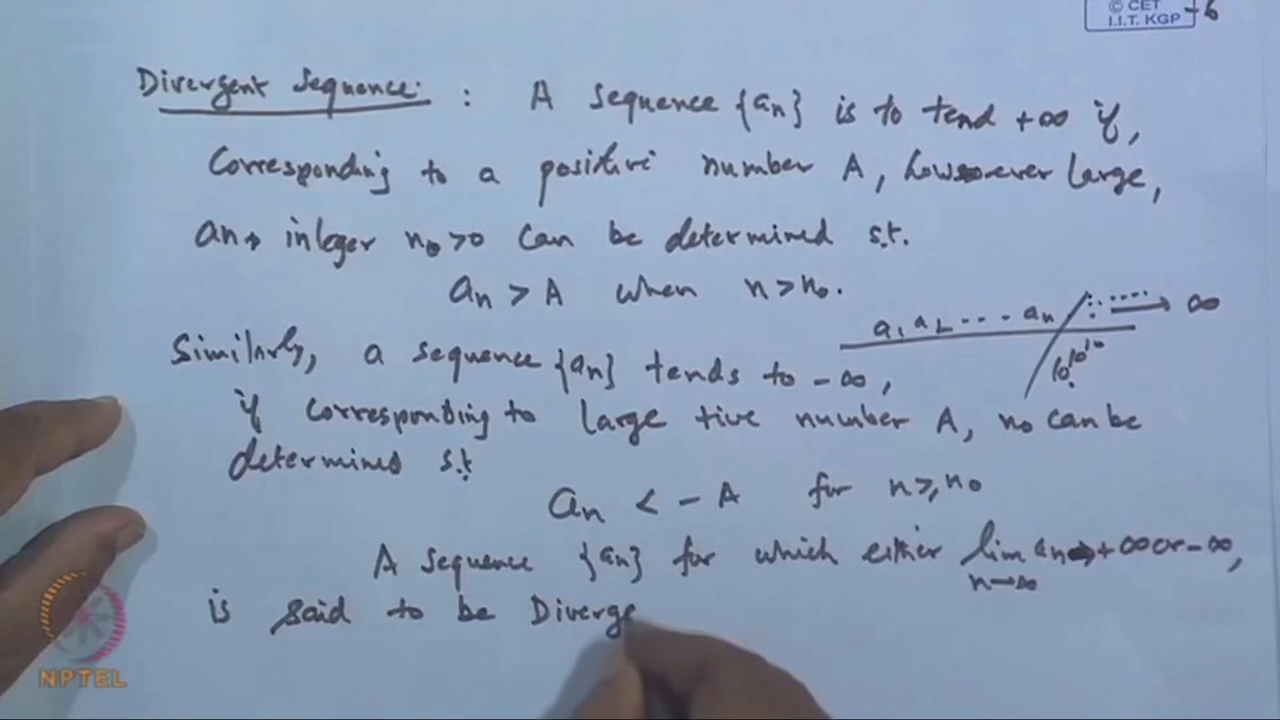 © CET
I.I.T. KGP
-6
Divergent Sequence : A sequence {an} is to tend +∞ if,
Corresponding to a positive number A, howsoever large,
an integer n0>0 can be determined s.t.
an > A when n>n0.
a1 a2 ... an ..... → ∞
10^10^10
Similarly, a sequence {an} tends to -∞,
if corresponding to large +ive number A, n0 can be
determined s.t
an < - A for n≥n0
A sequence {an} for which either lim an→+∞ or -∞,
n→∞
is said to be Diverge
NPTEL